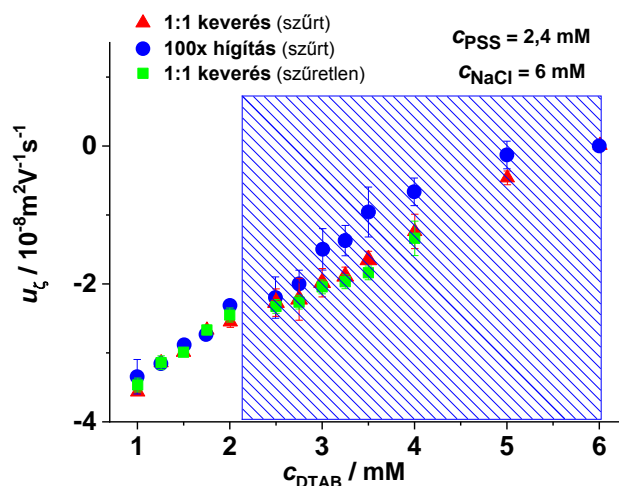 1:1 keverés (szűrt)
100x hígítás (szűrt)
1:1 keverés (szűretlen)
cPSS = 2,4 mM
cNaCl = 6 mM
uζ / 10⁻⁸m²V⁻¹s⁻¹
0
-2
-4
1 2 3 4 5 6
cDTAB / mM